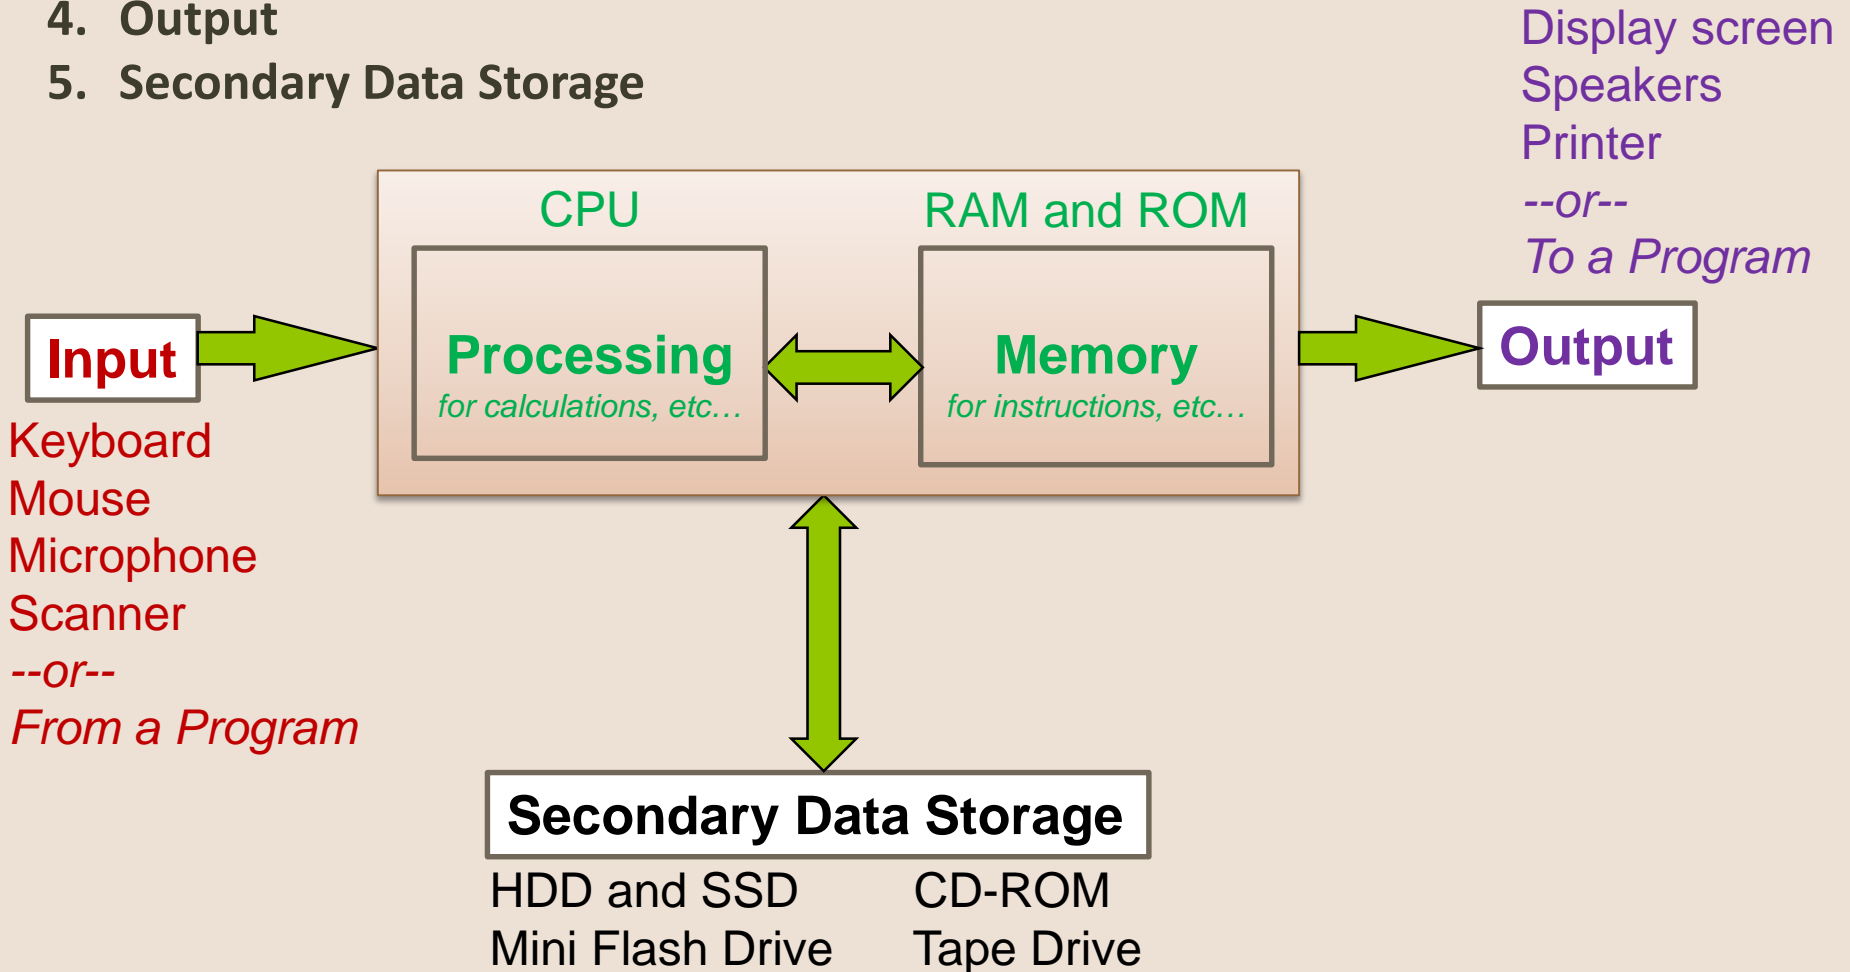 4. Output
5. Secondary Data Storage
Display screen
Speakers
Printer
--or--
To a Program
CPU
RAM and ROM
Input
Processing
for calculations, etc…
Memory
for instructions, etc…
Output
Keyboard
Mouse
Microphone
Scanner
--or--
From a Program
Secondary Data Storage
HDD and SSD
CD-ROM
Mini Flash Drive
Tape Drive